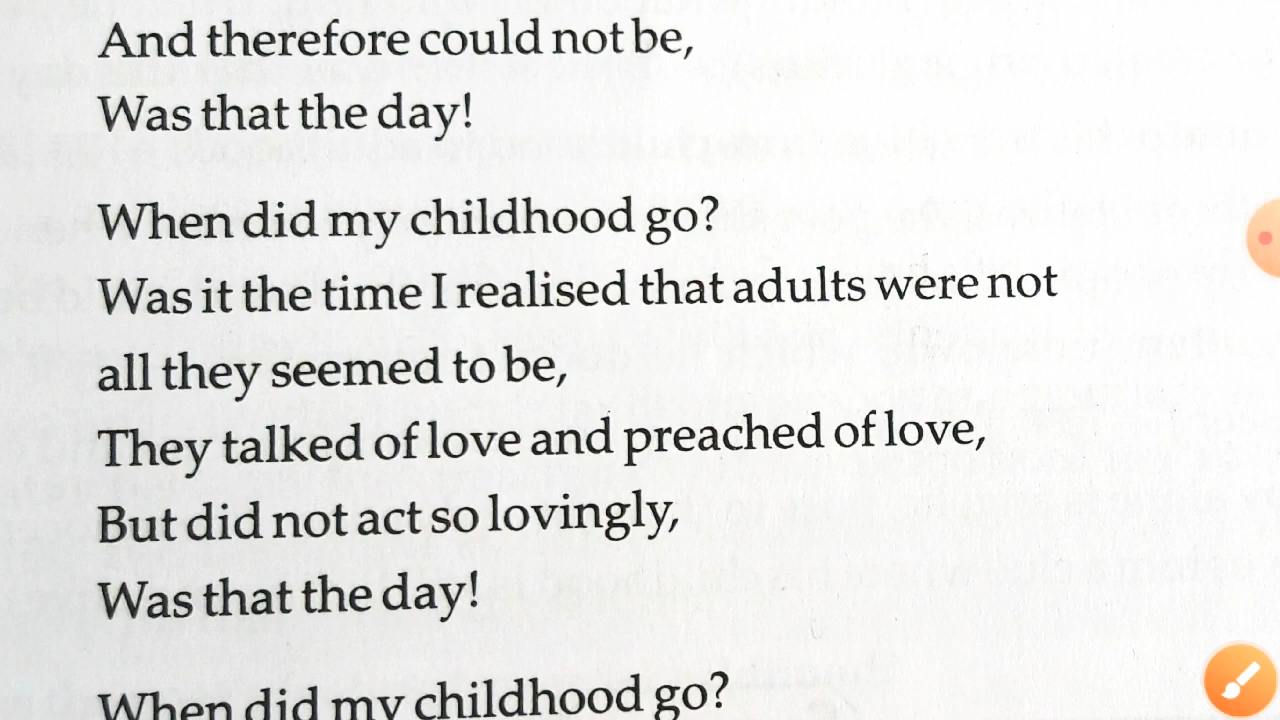 And therefore could not be,
Was that the day!
When did my childhood go?
Was it the time I realised that adults were not
all they seemed to be,
They talked of love and preached of love,
But did not act so lovingly,
Was that the day!
When did my childhood go?